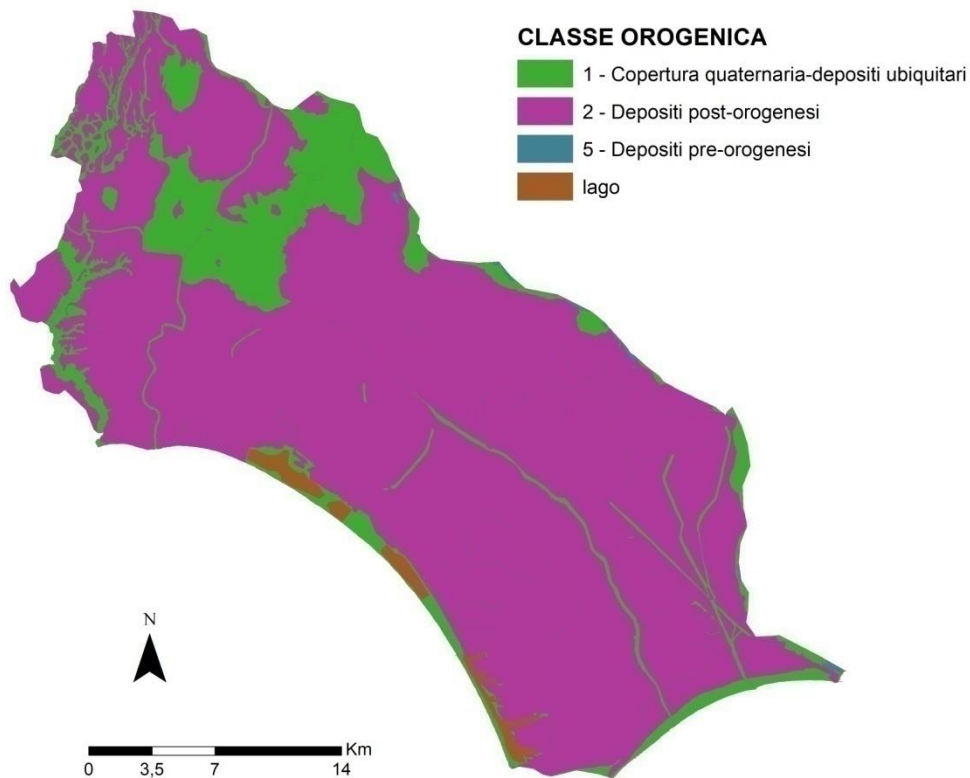 CLASSE OROGENICA
1 - Copertura quaternaria-depositi ubiquitari
2 - Depositi post-orogenesi
5 - Depositi pre-orogenesi
lago
N
Km
0 3,5 7 14